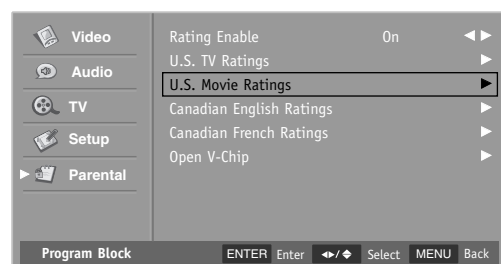 Video
Audio
TV
Setup
Parental
Rating Enable On
U.S. TV Ratings
U.S. Movie Ratings
Canadian English Ratings
Canadian French Ratings
Open V-Chip
Program Block ENTER Enter / Select MENU Back